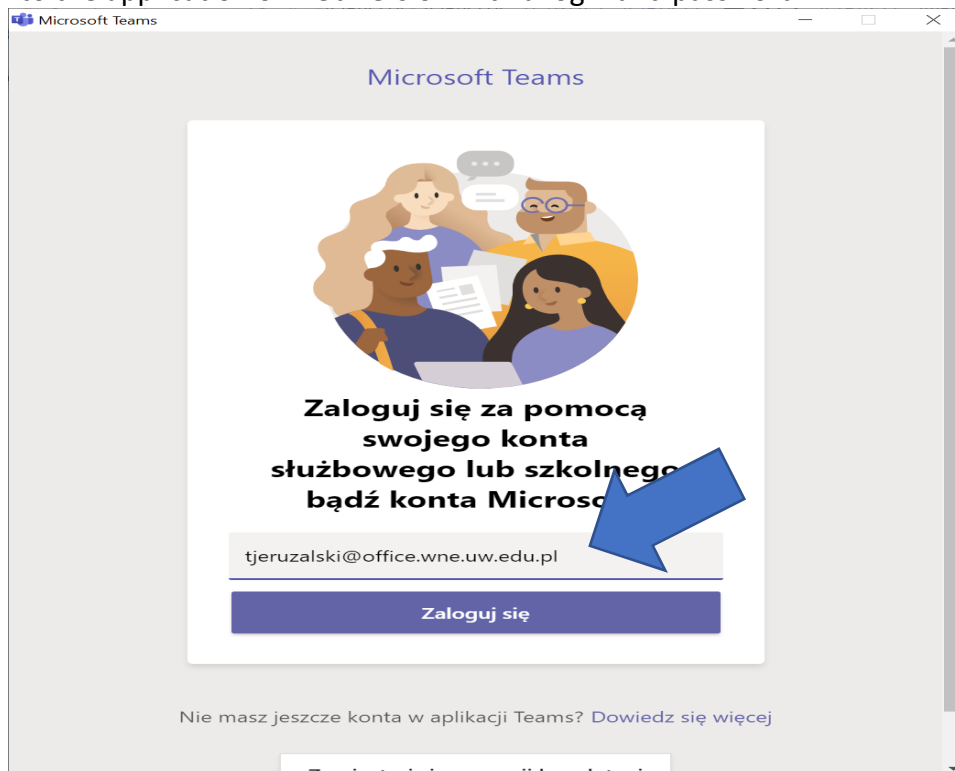 Microsoft Teams
Microsoft Teams
Zaloguj się za pomocą
swojego konta
służbowego lub szkolnego
bądź konta Microso
tjeruzalski@office.wne.uw.edu.pl
Zaloguj się
Nie masz jeszcze konta w aplikacji Teams? Dowiedz się więcej